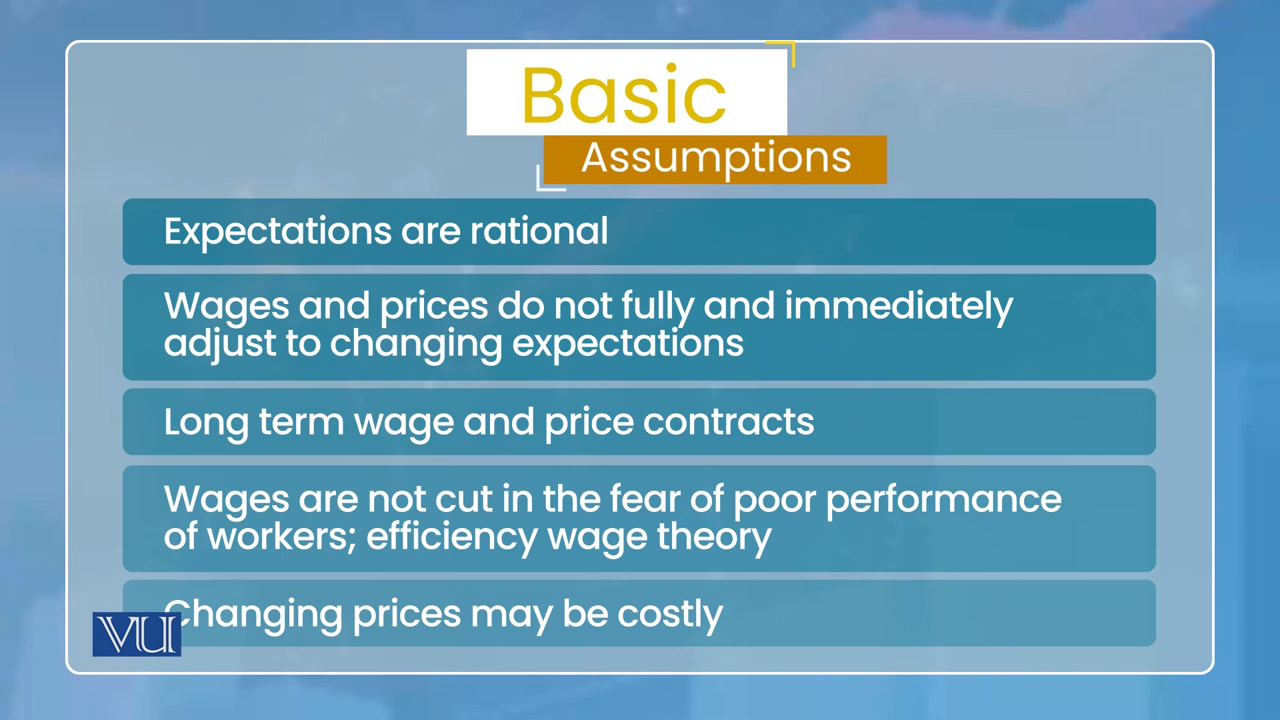 Basic
Assumptions
Expectations are rational
Wages and prices do not fully and immediately
adjust to changing expectations
Long term wage and price contracts
Wages are not cut in the fear of poor performance
of workers; efficiency wage theory
Changing prices may be costly
VU